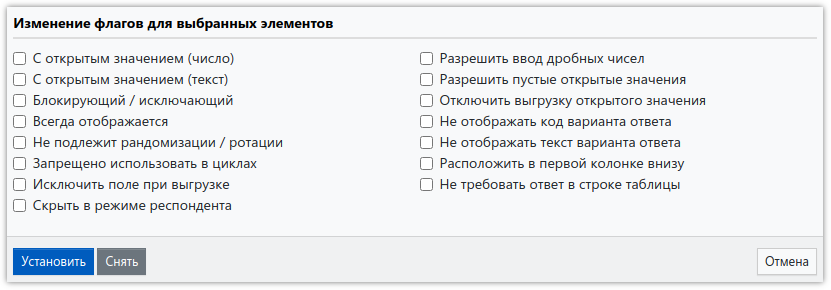 Изменение флагов для выбранных элементов
С открытым значением (число)
С открытым значением (текст)
Блокирующий / исключающий
Всегда отображается
Не подлежит рандомизации / ротации
Запрещено использовать в циклах
Исключить поле при выгрузке
Скрыть в режиме респондента
Разрешить ввод дробных чисел
Разрешить пустые открытые значения
Отключить выгрузку открытого значения
Не отображать код варианта ответа
Не отображать текст варианта ответа
Расположить в первой колонке внизу
Не требовать ответ в строке таблицы
Установить
Снять
Отмена